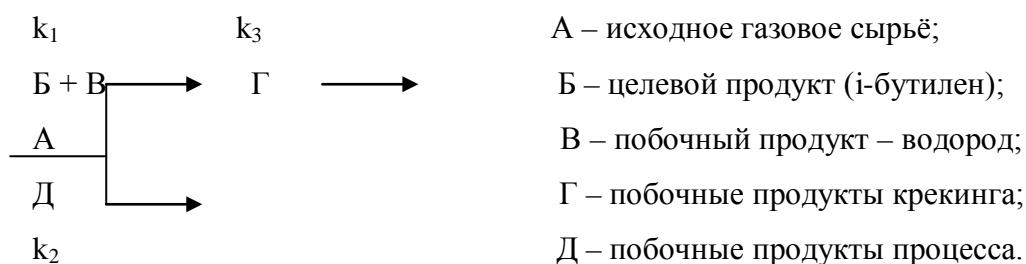 k₁ k₃ А – исходное газовое сырьё;
Б + В Г Б – целевой продукт (i-бутилен);
А В – побочный продукт – водород;
Д Г – побочные продукты крекинга;
k₂ Д – побочные продукты процесса.